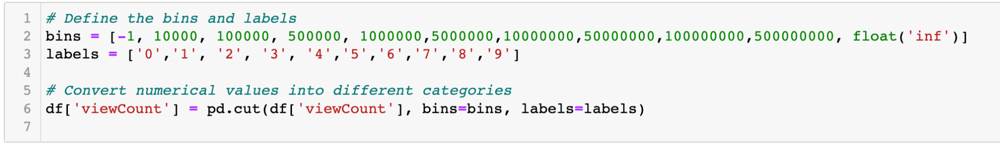 1 # Define the bins and labels
2 bins = [-1, 10000, 100000, 500000, 1000000,5000000,10000000,50000000,100000000,500000000, float('inf')]
3 labels = ['0','1', '2', '3', '4','5','6','7','8','9']
4
5 # Convert numerical values into different categories
6 df['viewCount'] = pd.cut(df['viewCount'], bins=bins, labels=labels)
7